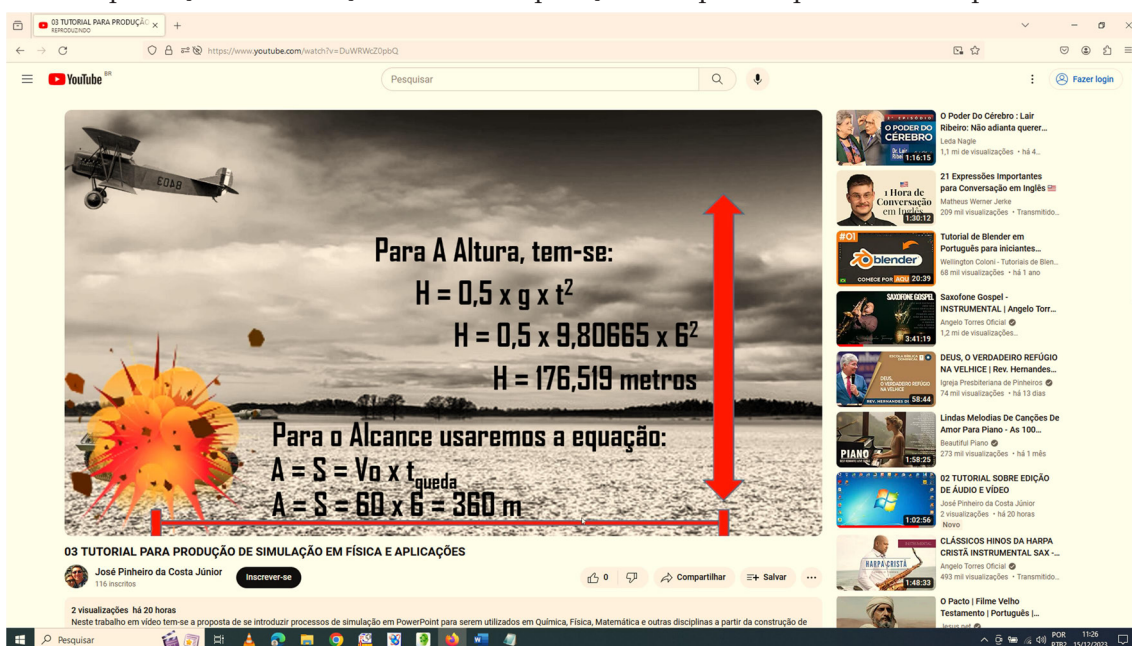 03 TUTORIAL PARA PRODUÇÃO
REPRODUZINDO
https://www.youtube.com/watch?v=DuWRWcZ0pbQ
YouTube BR
Pesquisar
Fazer login
EOAB
Para A Altura, tem-se:
H = 0,5 x g x t²
H = 0,5 x 9,80665 x 6²
H = 176,519 metros
Para o Alcance usaremos a equação:
A = S = Vo x tqueda
A = S = 60 x 6 = 360 m
03 TUTORIAL PARA PRODUÇÃO DE SIMULAÇÃO EM FÍSICA E APLICAÇÕES
José Pinheiro da Costa Júnior
116 inscritos
Inscrever-se
0
Compartilhar
Salvar
2 visualizações há 20 horas
Neste trabalho em vídeo tem-se a proposta de se introduzir processos de simulação em PowerPoint para serem utilizados em Química, Física, Matemática e outras disciplinas a partir da construção de
O PODER DO
CÉREBRO
1:16:15
O Poder Do Cérebro : Lair
Ribeiro: Não adianta querer...
Leda Nagle
1,1 mi de visualizações • há 4...
1 Hora de
Conversação
em Inglês
1:30:12
21 Expressões Importantes
para Conversação em Inglês
Matheus Werner Jerke
209 mil visualizações • Transmitido...
#01
blender
COMECE POR AQUI
20:39
Tutorial de Blender em
Português para iniciantes...
Wellington Coloni - Tutoriais de Blen...
68 mil visualizações • há 1 ano
SAXOFONE GOSPEL
3:41:19
Saxofone Gospel -
INSTRUMENTAL | Angelo Torr...
Angelo Torres Oficial
1,2 mi de visualizações...
DEUS,
O VERDADEIRO REFÚGIO
NA VELHICE
58:44
DEUS, O VERDADEIRO REFÚGIO
NA VELHICE | Rev. Hernandes...
Igreja Presbiteriana de Pinheiros
74 mil visualizações • há 13 dias
PIANO
1:58:25
Lindas Melodias De Canções De
Amor Para Piano - As 100...
Beautiful Piano
273 mil visualizações • há 1 mês
1:02:56
02 TUTORIAL SOBRE EDIÇÃO
DE ÁUDIO E VÍDEO
José Pinheiro da Costa Júnior
2 visualizações • há 20 horas
Novo
HARPA CRISTÃ
1:48:33
CLÁSSICOS HINOS DA HARPA
CRISTÃ INSTRUMENTAL SAX -...
Angelo Torres Oficial
493 mil visualizações • Transmitido...
O Pacto | Filme Velho
Testamento | Português |...
Jesus net
Pesquisar
POR
PTB2
11:26
15/12/2023